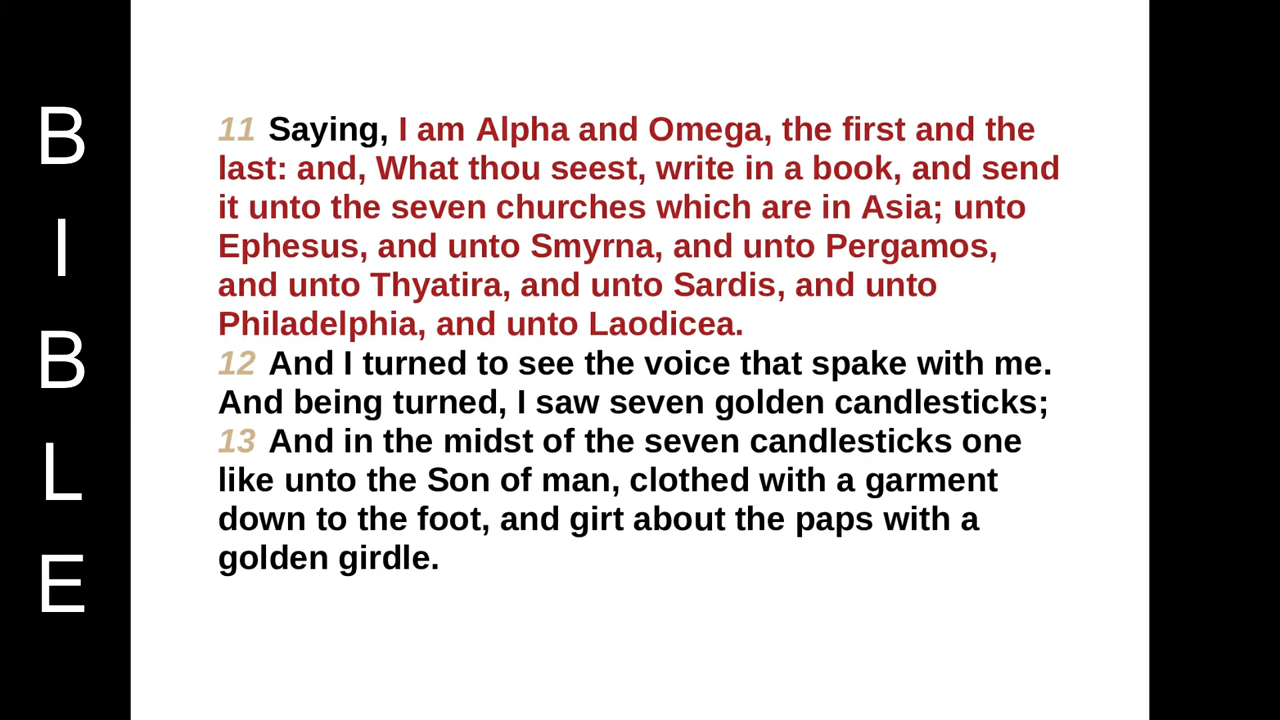 B
I
B
L
E
11 Saying, I am Alpha and Omega, the first and the
last: and, What thou seest, write in a book, and send
it unto the seven churches which are in Asia; unto
Ephesus, and unto Smyrna, and unto Pergamos,
and unto Thyatira, and unto Sardis, and unto
Philadelphia, and unto Laodicea.
12 And I turned to see the voice that spake with me.
And being turned, I saw seven golden candlesticks;
13 And in the midst of the seven candlesticks one
like unto the Son of man, clothed with a garment
down to the foot, and girt about the paps with a
golden girdle.